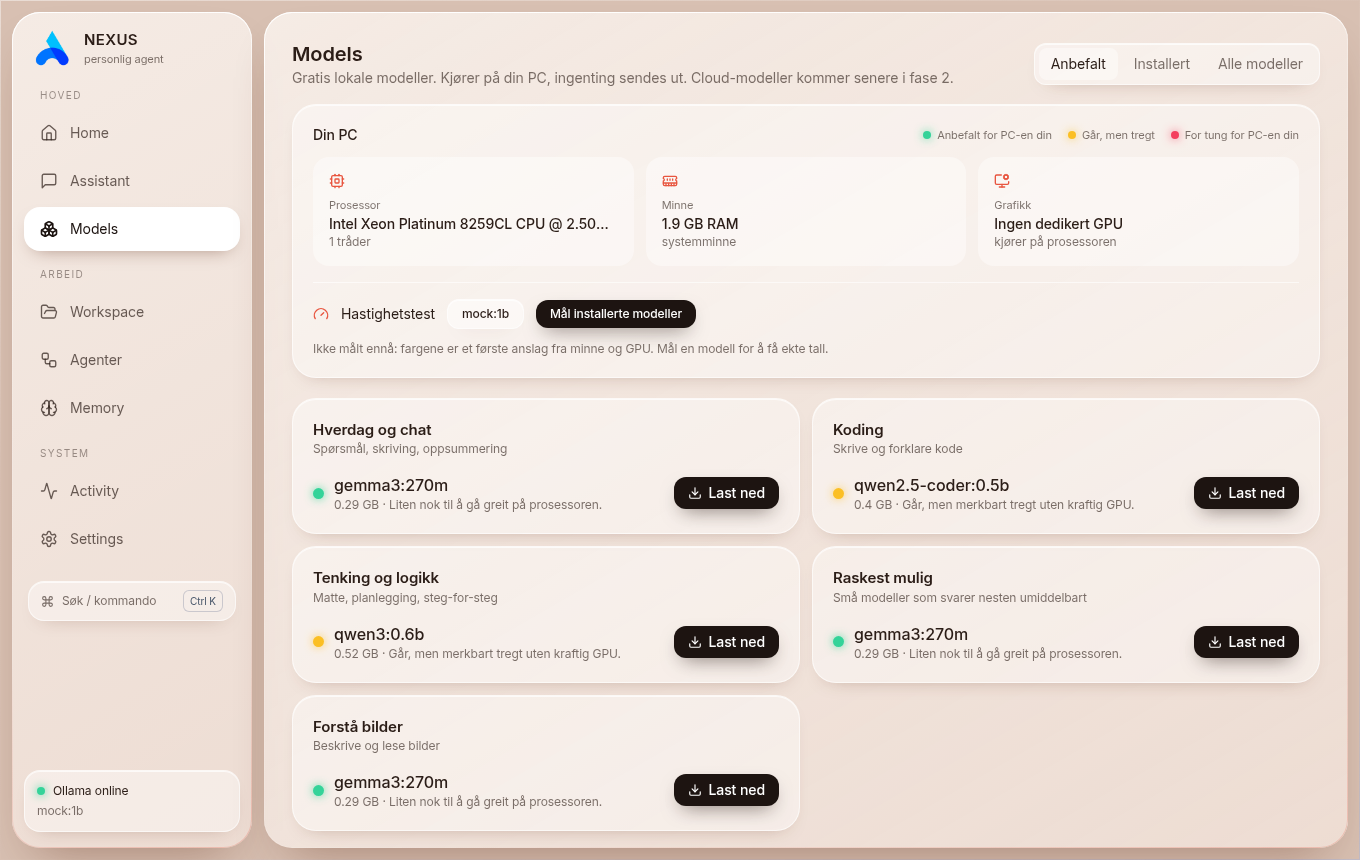 NEXUS
personlig agent
HOVED
Home
Assistant
Models
ARBEID
Workspace
Agenter
Memory
SYSTEM
Activity
Settings
⌘ Søk / kommando Ctrl K
Ollama online
mock:1b
Models
Gratis lokale modeller. Kjører på din PC, ingenting sendes ut. Cloud-modeller kommer senere i fase 2.
Anbefalt Installert Alle modeller
Din PC
Anbefalt for PC-en din Går, men tregt For tung for PC-en din
Prosessor
Intel Xeon Platinum 8259CL CPU @ 2.50...
1 tråder
Minne
1.9 GB RAM
systemminne
Grafikk
Ingen dedikert GPU
kjører på prosessoren
Hastighetstest mock:1b Mål installerte modeller
Ikke målt ennå: fargene er et første anslag fra minne og GPU. Mål en modell for å få ekte tall.
Hverdag og chat
Spørsmål, skriving, oppsummering
gemma3:270m
0.29 GB · Liten nok til å gå greit på prosessoren.
Last ned
Koding
Skrive og forklare kode
qwen2.5-coder:0.5b
0.4 GB · Går, men merkbart tregt uten kraftig GPU.
Last ned
Tenking og logikk
Matte, planlegging, steg-for-steg
qwen3:0.6b
0.52 GB · Går, men merkbart tregt uten kraftig GPU.
Last ned
Raskest mulig
Små modeller som svarer nesten umiddelbart
gemma3:270m
0.29 GB · Liten nok til å gå greit på prosessoren.
Last ned
Forstå bilder
Beskrive og lese bilder
gemma3:270m
0.29 GB · Liten nok til å gå greit på prosessoren.
Last ned